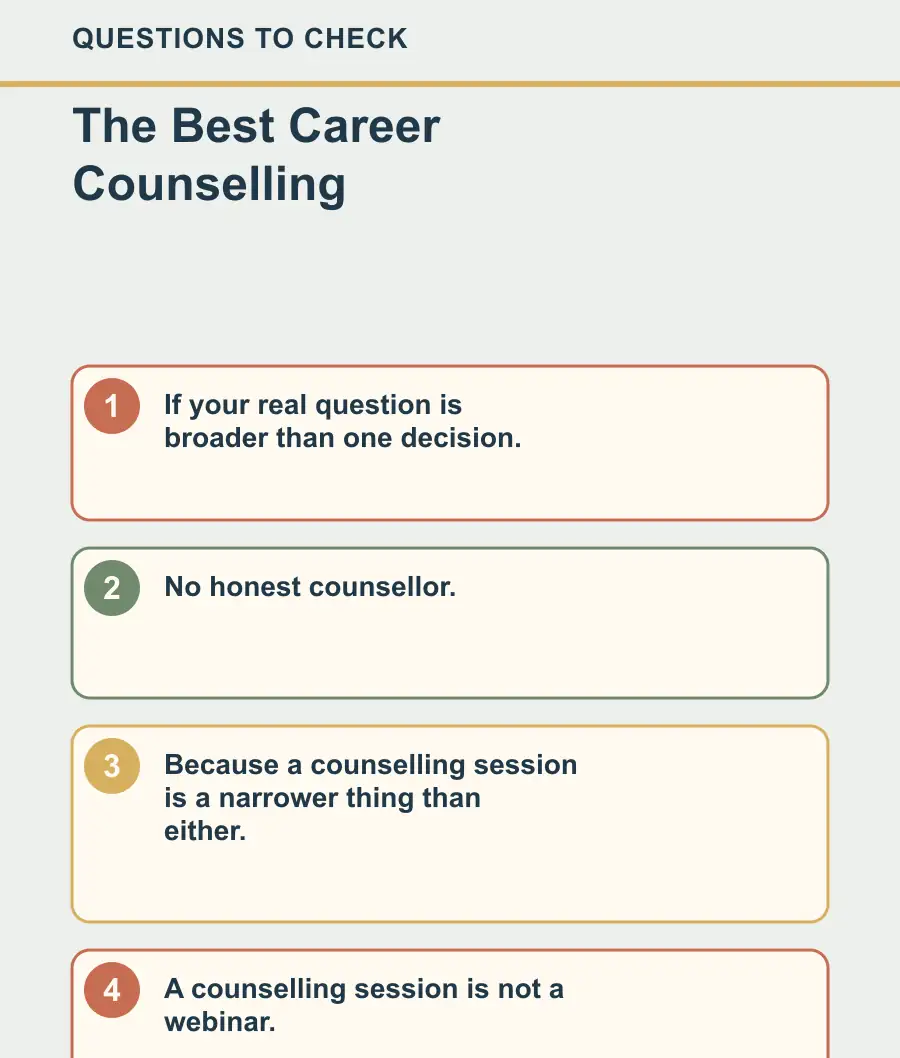 QUESTIONS TO CHECK
The Best Career
Counselling
1
If your real question is
broader than one decision.
2
No honest counsellor.
3
Because a counselling session
is a narrower thing than
either.
4
A counselling session is not a
webinar.